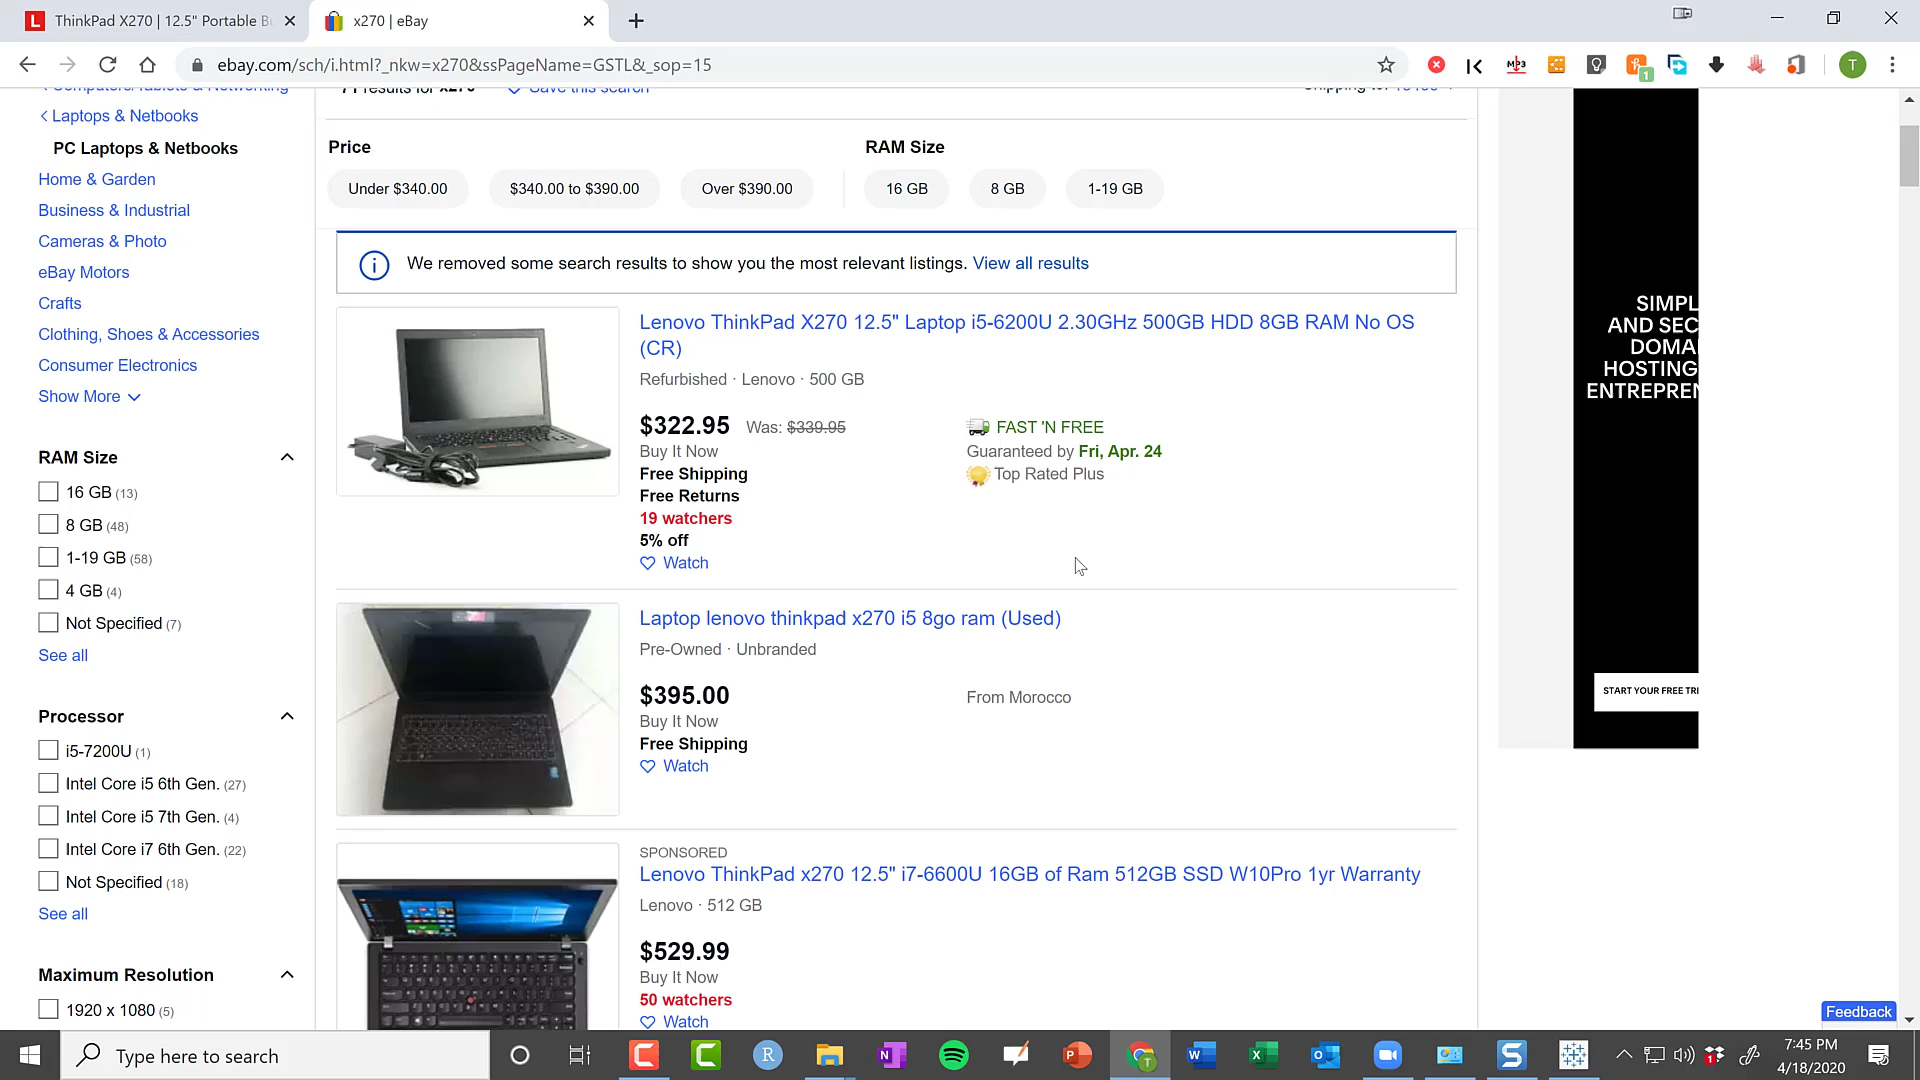 ThinkPad X270 | 12.5" Portable Bu
x270 | eBay
ebay.com/sch/i.html?_nkw=x270&ssPageName=GSTL&_sop=15
MP3
1
T
Computers/Tablets & Networking
71 results for x270
Save this search
Shipping to:
Laptops & Netbooks
PC Laptops & Netbooks
Home & Garden
Business & Industrial
Cameras & Photo
eBay Motors
Crafts
Clothing, Shoes & Accessories
Consumer Electronics
Show More
RAM Size
16 GB (13)
8 GB (48)
1-19 GB (58)
4 GB (4)
Not Specified (7)
See all
Processor
i5-7200U (1)
Intel Core i5 6th Gen. (27)
Intel Core i5 7th Gen. (4)
Intel Core i7 6th Gen. (22)
Not Specified (18)
See all
Maximum Resolution
1920 x 1080 (5)
Price
Under $340.00
$340.00 to $390.00
Over $390.00
RAM Size
16 GB
8 GB
1-19 GB
We removed some search results to show you the most relevant listings. View all results
Lenovo ThinkPad X270 12.5" Laptop i5-6200U 2.30GHz 500GB HDD 8GB RAM No OS
(CR)
Refurbished · Lenovo · 500 GB
$322.95 Was: $339.95
Buy It Now
Free Shipping
Free Returns
19 watchers
5% off
Watch
FAST 'N FREE
Guaranteed by Fri, Apr. 24
Top Rated Plus
Laptop lenovo thinkpad x270 i5 8go ram (Used)
Pre-Owned · Unbranded
$395.00
Buy It Now
Free Shipping
Watch
From Morocco
SPONSORED
Lenovo ThinkPad x270 12.5" i7-6600U 16GB of Ram 512GB SSD W10Pro 1yr Warranty
Lenovo · 512 GB
$529.99
Buy It Now
50 watchers
Watch
SIMPL
AND SEC
DOMA
HOSTING
ENTREPREN
START YOUR FREE TRI
Feedback
Type here to search
7:45 PM
4/18/2020